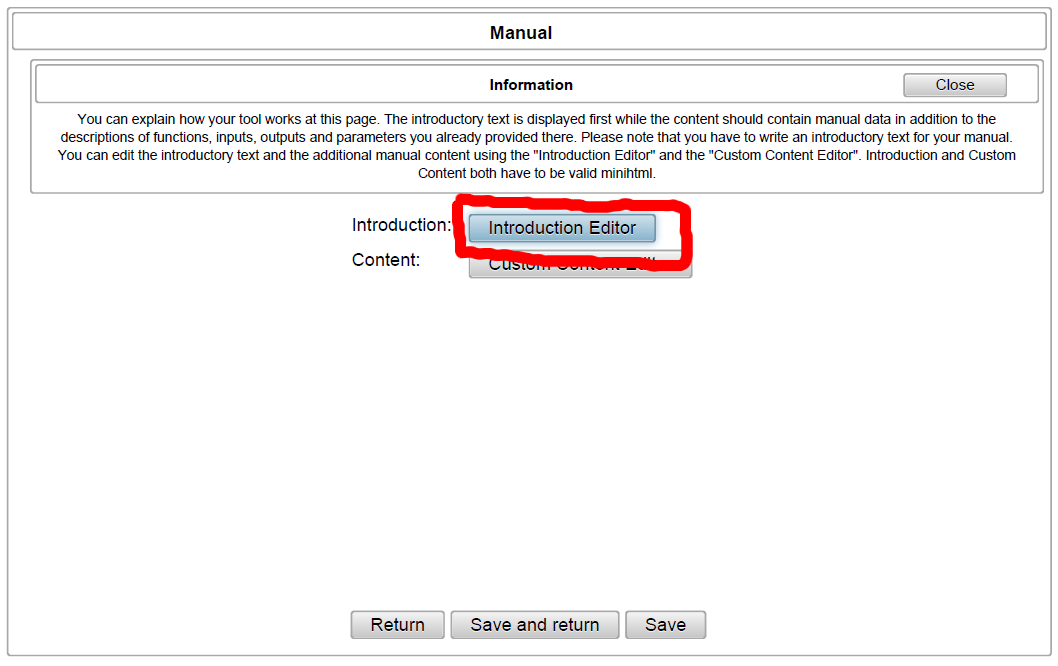 Manual
Information
Close
You can explain how your tool works at this page. The introductory text is displayed first while the content should contain manual data in addition to the
descriptions of functions, inputs, outputs and parameters you already provided there. Please note that you have to write an introductory text for your manual.
You can edit the introductory text and the additional manual content using the "Introduction Editor" and the "Custom Content Editor". Introduction and Custom
Content both have to be valid minihtml.
Introduction:
Introduction Editor
Content:
Custom Content
Return
Save and return
Save